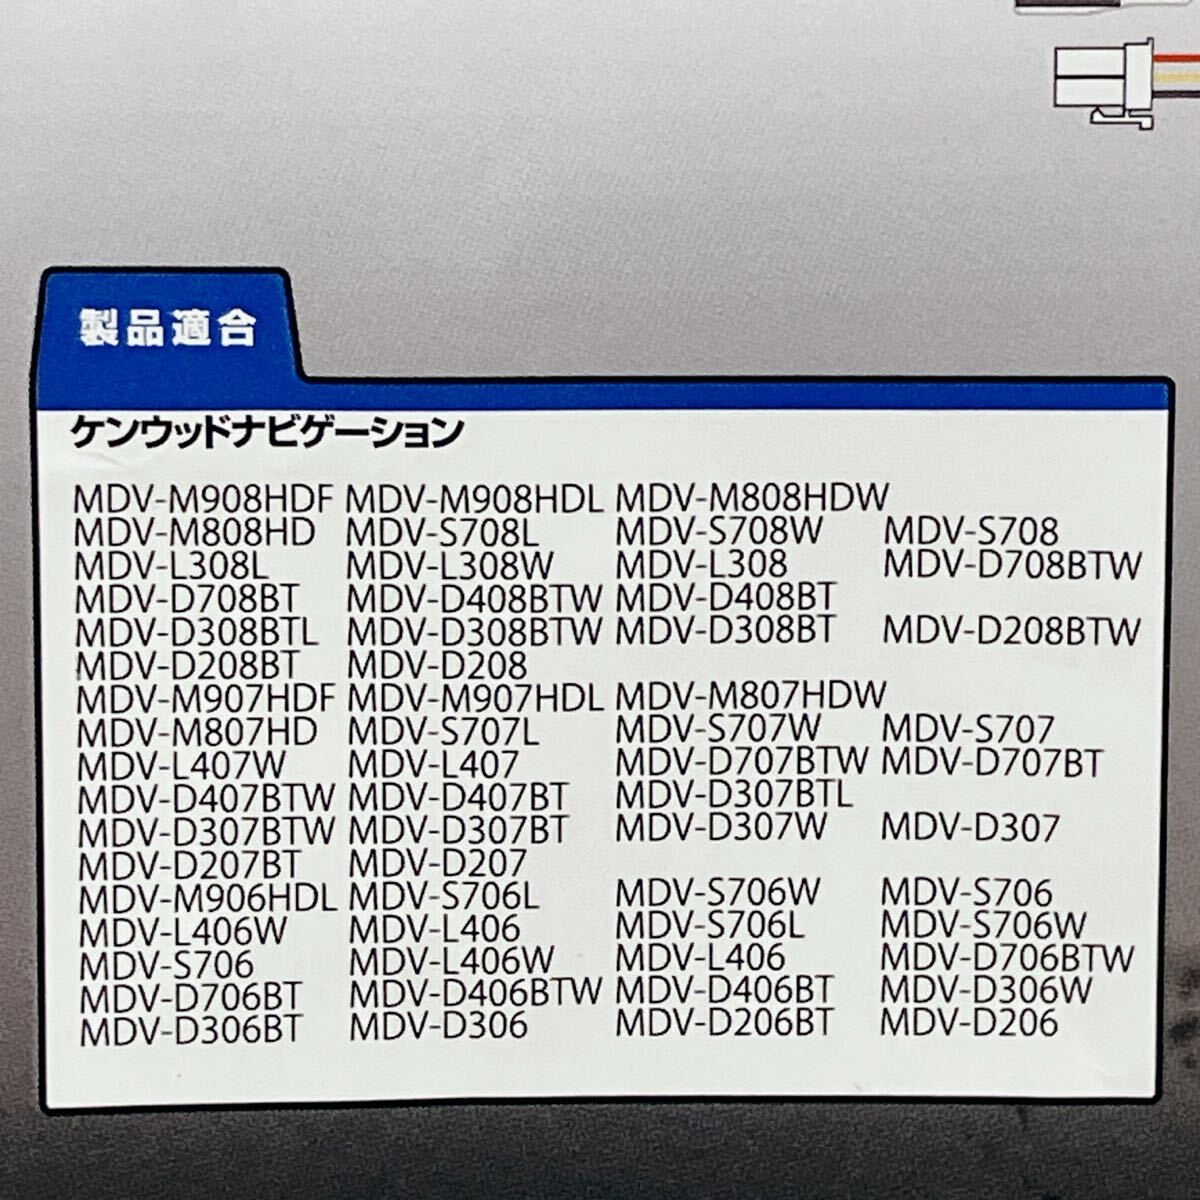 製品適合
ケンウッドナビゲーション
MDV-M908HDF MDV-M908HDL MDV-M808HDW
MDV-M808HD MDV-S708L MDV-S708W MDV-S708
MDV-L308L MDV-L308W MDV-L308 MDV-D708BTW
MDV-D708BT MDV-D408BTW MDV-D408BT
MDV-D308BTL MDV-D308BTW MDV-D308BT MDV-D208BTW
MDV-D208BT MDV-D208
MDV-M907HDF MDV-M907HDL MDV-M807HDW
MDV-M807HD MDV-S707L MDV-S707W MDV-S707
MDV-L407W MDV-L407 MDV-D707BTW MDV-D707BT
MDV-D407BTW MDV-D407BT MDV-D307BTL
MDV-D307BTW MDV-D307BT MDV-D307W MDV-D307
MDV-D207BT MDV-D207
MDV-M906HDL MDV-S706L MDV-S706W MDV-S706
MDV-L406W MDV-L406 MDV-S706L MDV-S706W
MDV-S706 MDV-L406W MDV-L406 MDV-D706BTW
MDV-D706BT MDV-D406BTW MDV-D406BT MDV-D306W
MDV-D306BT MDV-D306 MDV-D206BT MDV-D206